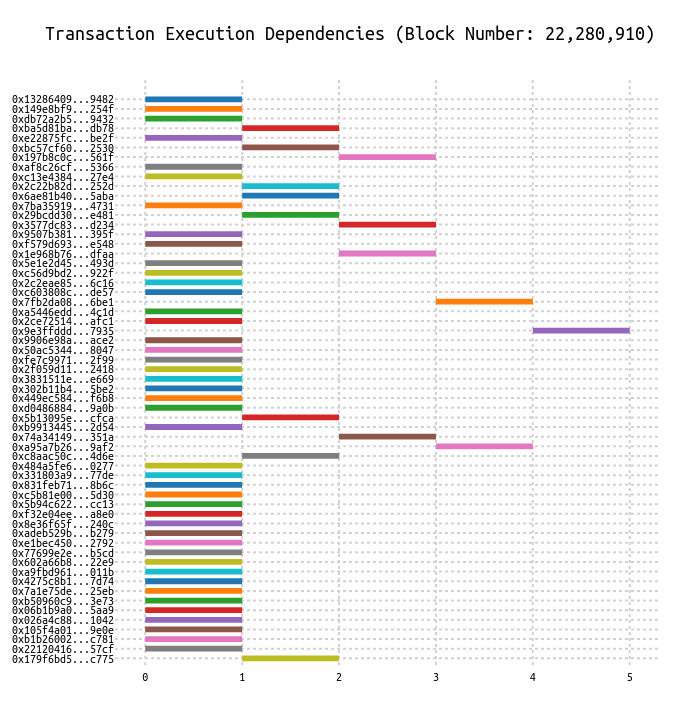 Transaction Execution Dependencies (Block Number: 22,280,910)
0x13286409...9482
0x149e8bf9...254f
0xdb72a2b5...9432
0xba5d81ba...db78
0xe22875fc...be2f
0xbc57cf60...2530
0x197b8c0c...561f
0xaf8c26cf...5366
0xc13e4384...27e4
0x2c22b82d...252d
0x6ae81b40...5aba
0x7ba35919...4731
0x29bcdd30...e481
0x3577dc83...d234
0x9507b381...395f
0xf579d693...e548
0x1e968b76...dfaa
0x5e1e2d45...493d
0xc56d9bd2...922f
0x2c2eae85...6c16
0xc603808c...de57
0x7fb2da08...6be1
0xa5446edd...4c1d
0x2ce72514...afc1
0x9e3ffddd...7935
0x9906e98a...ace2
0x50ac5344...8047
0xfe7c9971...2f99
0x2f059d11...2418
0x3831511e...e669
0x302b11b4...5be2
0x449ec584...f6b8
0xd0486884...9a0b
0x5b13095e...cfca
0xb9913445...2d54
0x74a34149...351a
0xa95a7b26...9af2
0xc8aac50c...4d6e
0x484a5fe6...0277
0x331803a9...77de
0x831feb71...8b6c
0xc5b81e00...5d30
0x5b94c622...cc13
0xf32e04ee...a8e0
0x8e36f65f...240c
0xadeb529b...b279
0xe1bec450...2792
0x77699e2e...b5cd
0x602a66b8...22e9
0xa9fbd961...011b
0x4275c8b1...7d74
0x7a1e75de...25eb
0xb50960c9...3e73
0x06b1b9a0...5aa9
0x026a4c88...1042
0x105f4a01...9e0e
0xb1b26002...c781
0x22120416...57cf
0x179f6bd5...c775
0 1 2 3 4 5